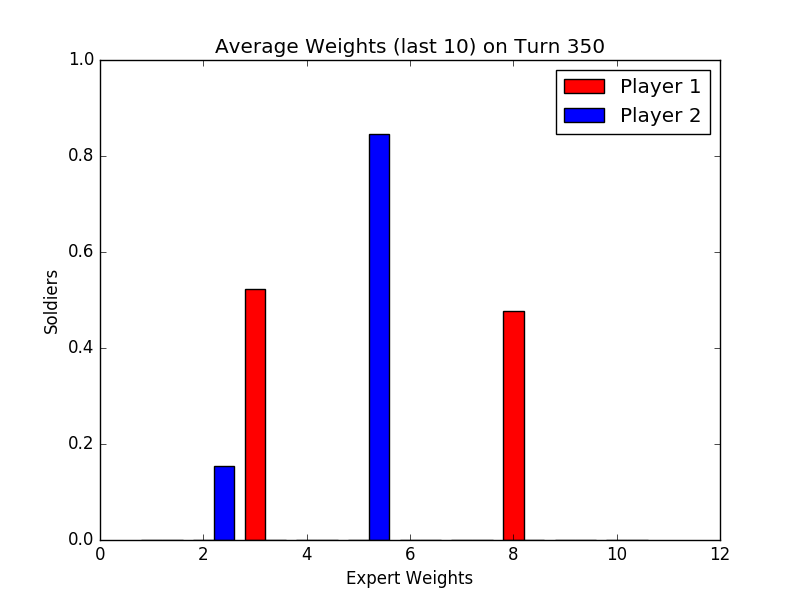 Average Weights (last 10) on Turn 350
Player 1
Player 2
1.0
0.8
0.6
0.4
0.2
0.0
Soldiers
0 2 4 6 8 10 12
Expert Weights